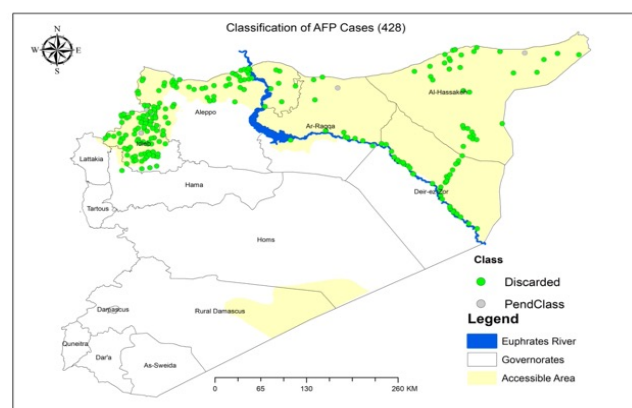 Classification of AFP Cases (428)
N
W
E
S
Al-Hassakeh
Aleppo
Ar-Raqqa
Idleb
Lattakia
Hama
Deir-ez-Zor
Tartous
Homs
Class
Discarded
PendClass
Legend
Euphrates River
Governorates
Accessible Area
Damascus
Rural Damascus
Quneitra
Dar'a
As-Sweida
0
65
130
260 KM